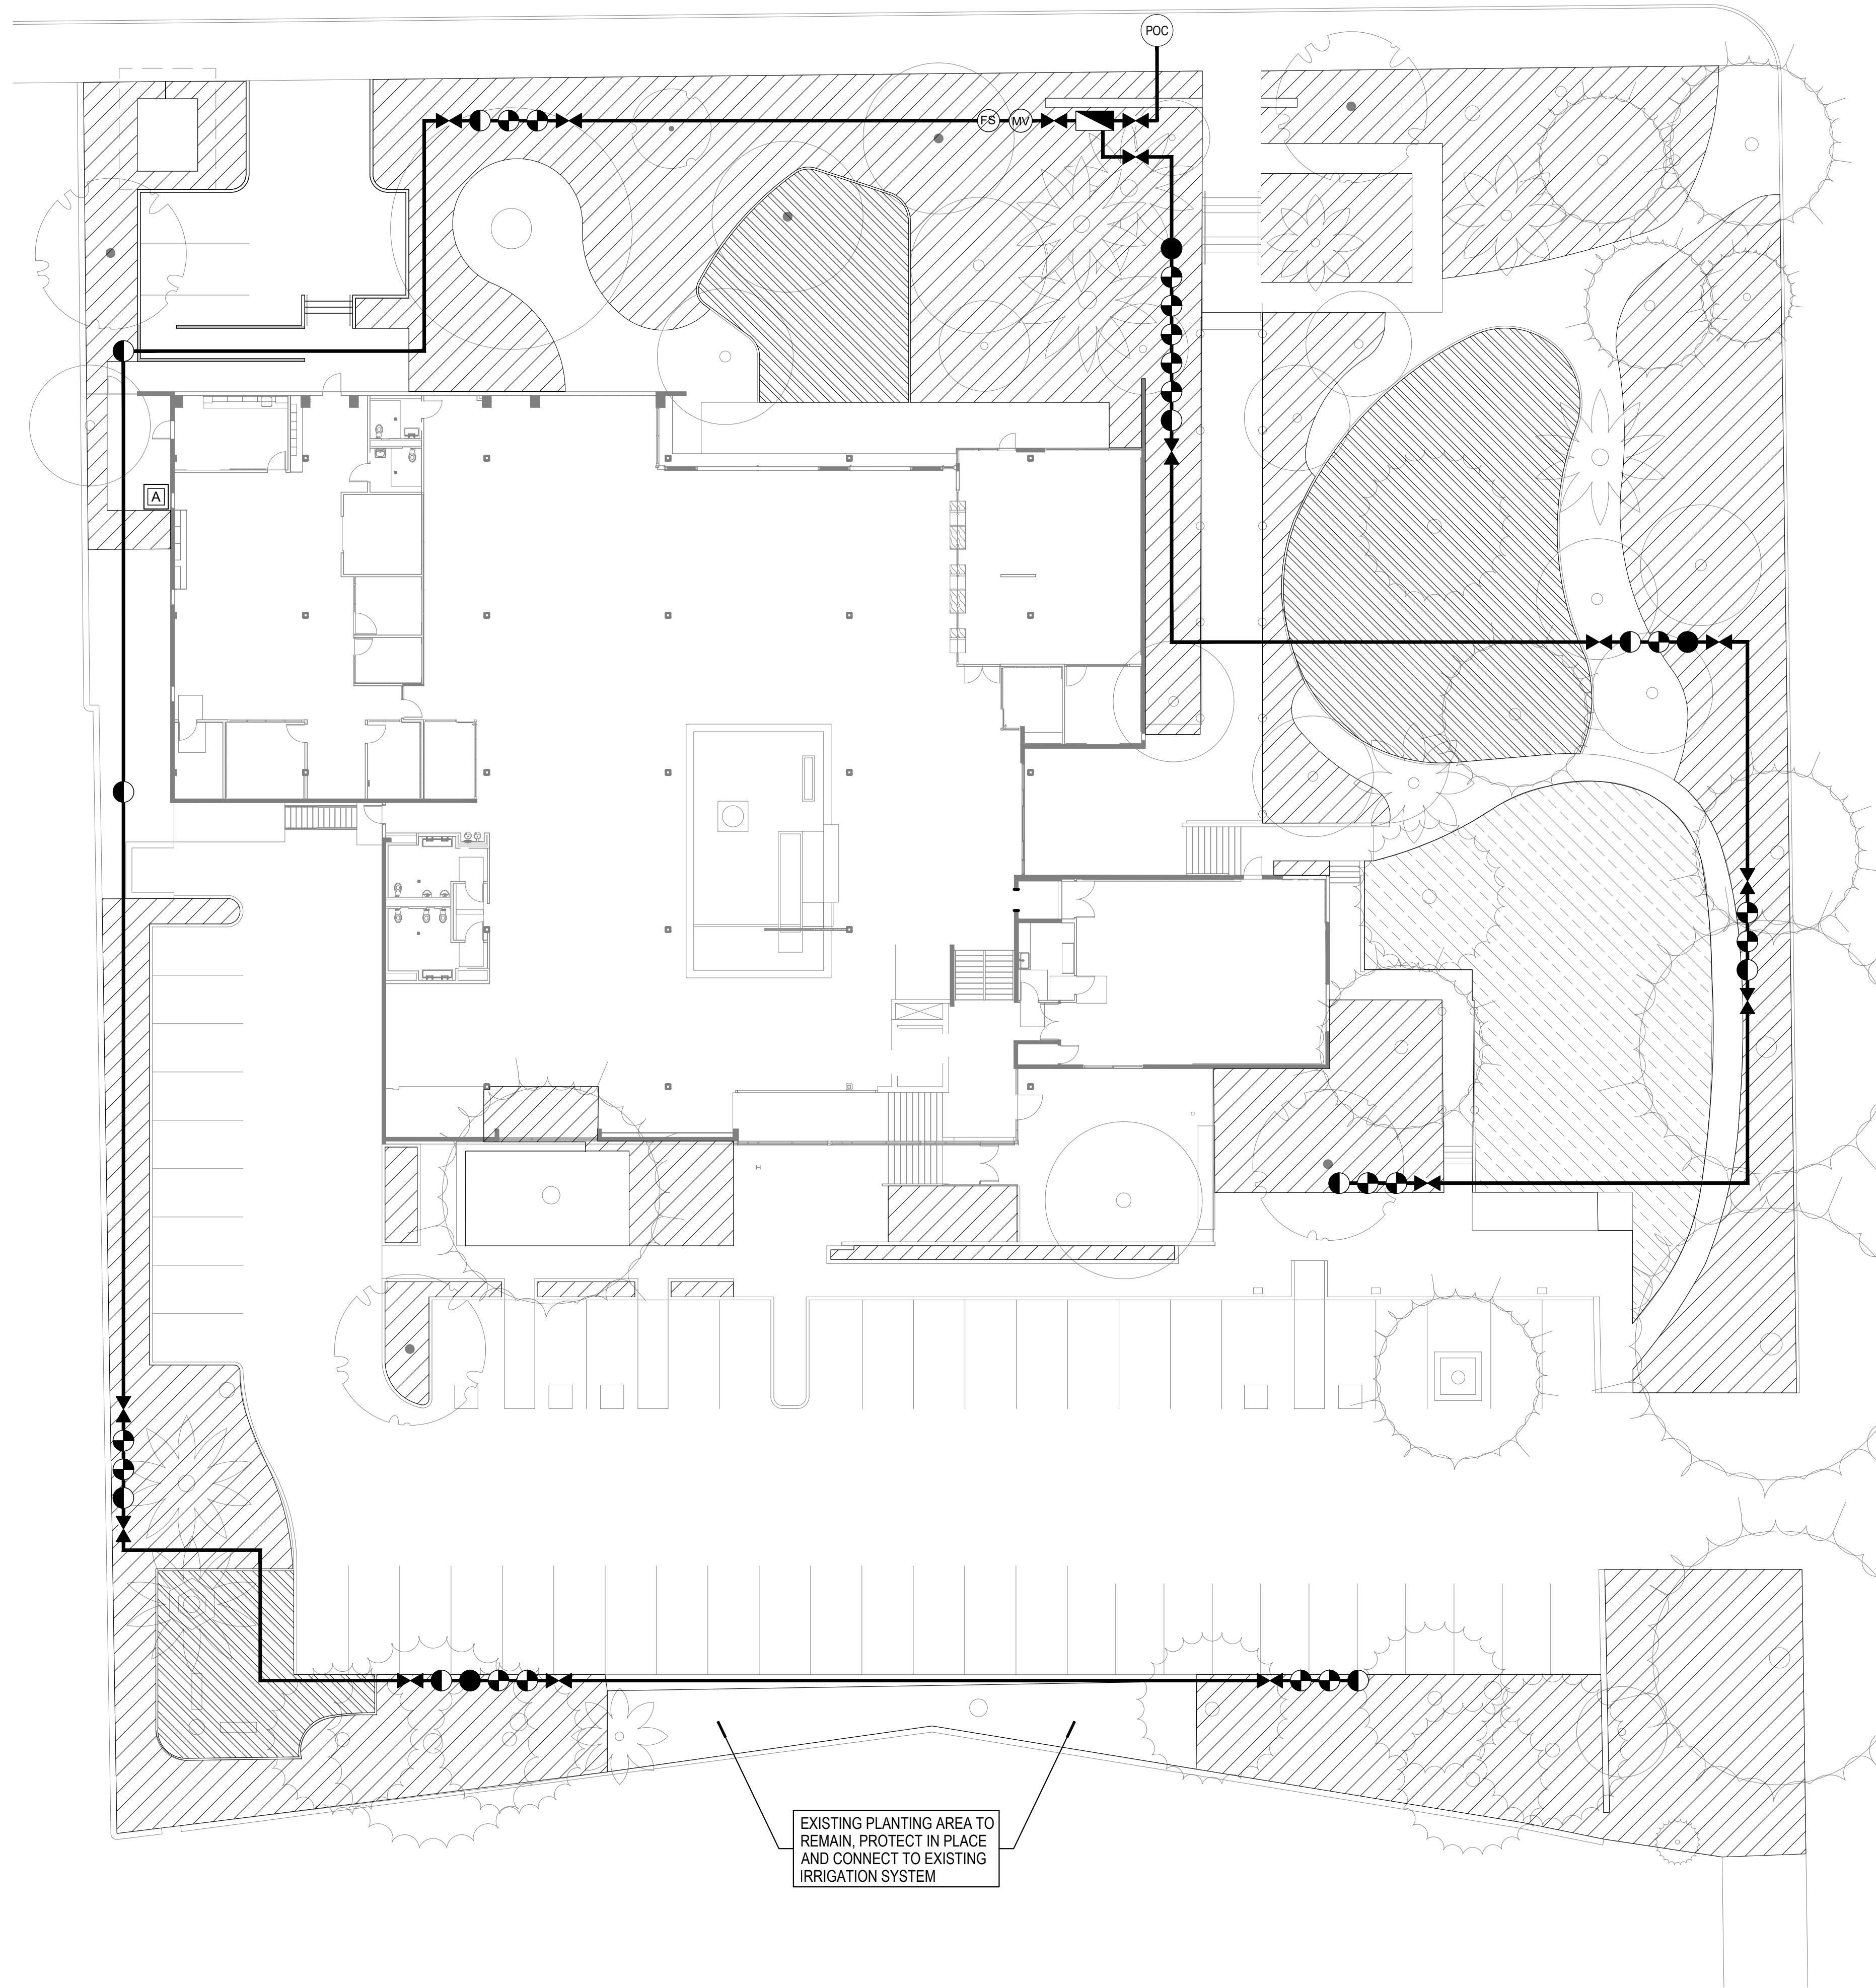 POC
FS
MV
A
EXISTING PLANTING AREA TO
REMAIN, PROTECT IN PLACE
AND CONNECT TO EXISTING
IRRIGATION SYSTEM